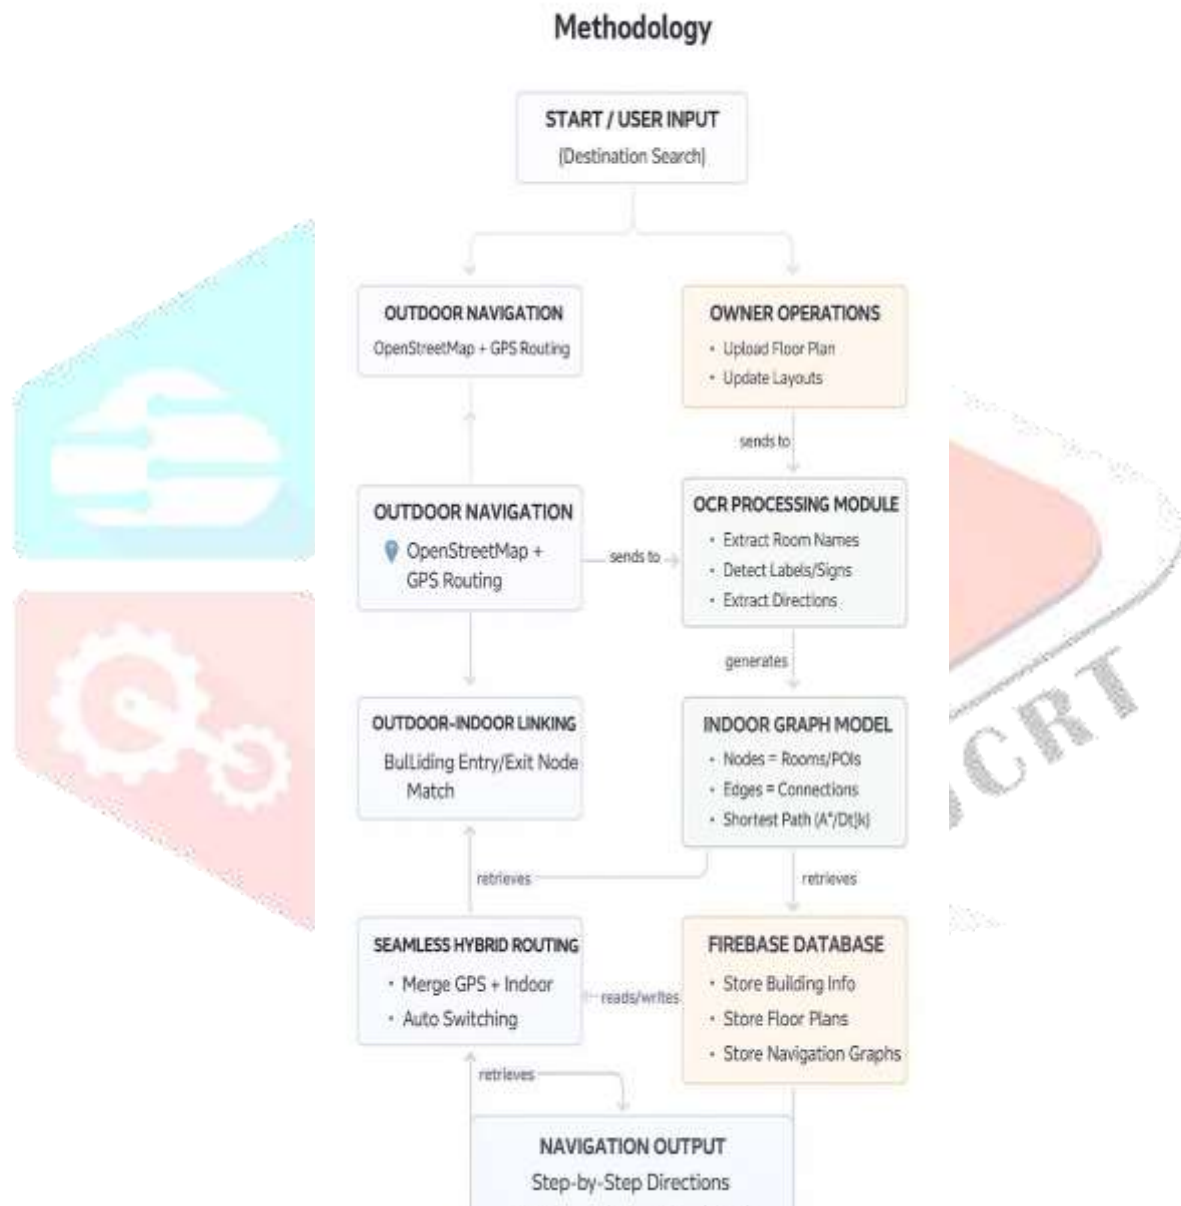 Methodology
START / USER INPUT
(Destination Search)
OUTDOOR NAVIGATION
OpenStreetMap + GPS Routing
OWNER OPERATIONS
• Upload Floor Plan
• Update Layouts
sends to
OUTDOOR NAVIGATION
OpenStreetMap +
GPS Routing
sends to
OCR PROCESSING MODULE
• Extract Room Names
• Detect Labels/Signs
• Extract Directions
generates
OUTDOOR-INDOOR LINKING
BulLiding Entry/Exit Node
Match
INDOOR GRAPH MODEL
• Nodes = Rooms/POIs
• Edges = Connections
• Shortest Path (A*/Dt]k)
retrieves
retrieves
SEAMLESS HYBRID ROUTING
• Merge GPS + Indoor
• Auto Switching
reads/writes
FIREBASE DATABASE
• Store Building Info
• Store Floor Plans
• Store Navigation Graphs
retrieves
NAVIGATION OUTPUT
Step-by-Step Directions
CRT